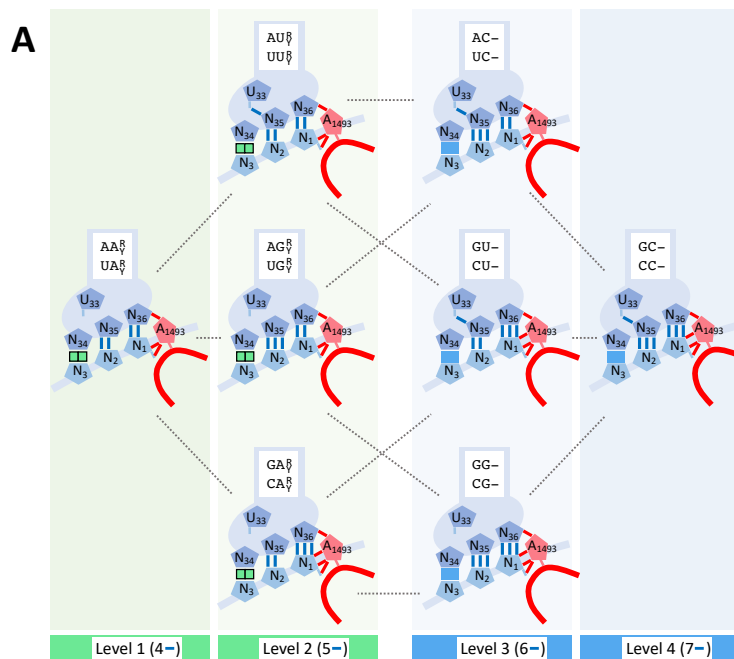 A
AU R/Y
UU R/Y
U33
N36
N35
A1493
N34
N1
N2
N3
AC–
UC–
U33
N36
N35
A1493
N34
N1
N2
N3
AA R/Y
UA R/Y
U33
N36
N35
A1493
N34
N1
N2
N3
AG R/Y
UG R/Y
U33
N36
N35
A1493
N34
N1
N2
N3
GU–
CU–
U33
N36
N35
A1493
N34
N1
N2
N3
GC–
CC–
U33
N36
N35
A1493
N34
N1
N2
N3
GA R/Y
CA R/Y
U33
N36
N35
A1493
N34
N1
N2
N3
GG–
CG–
U33
N36
N35
A1493
N34
N1
N2
N3
Level 1 (4–)
Level 2 (5–)
Level 3 (6–)
Level 4 (7–)